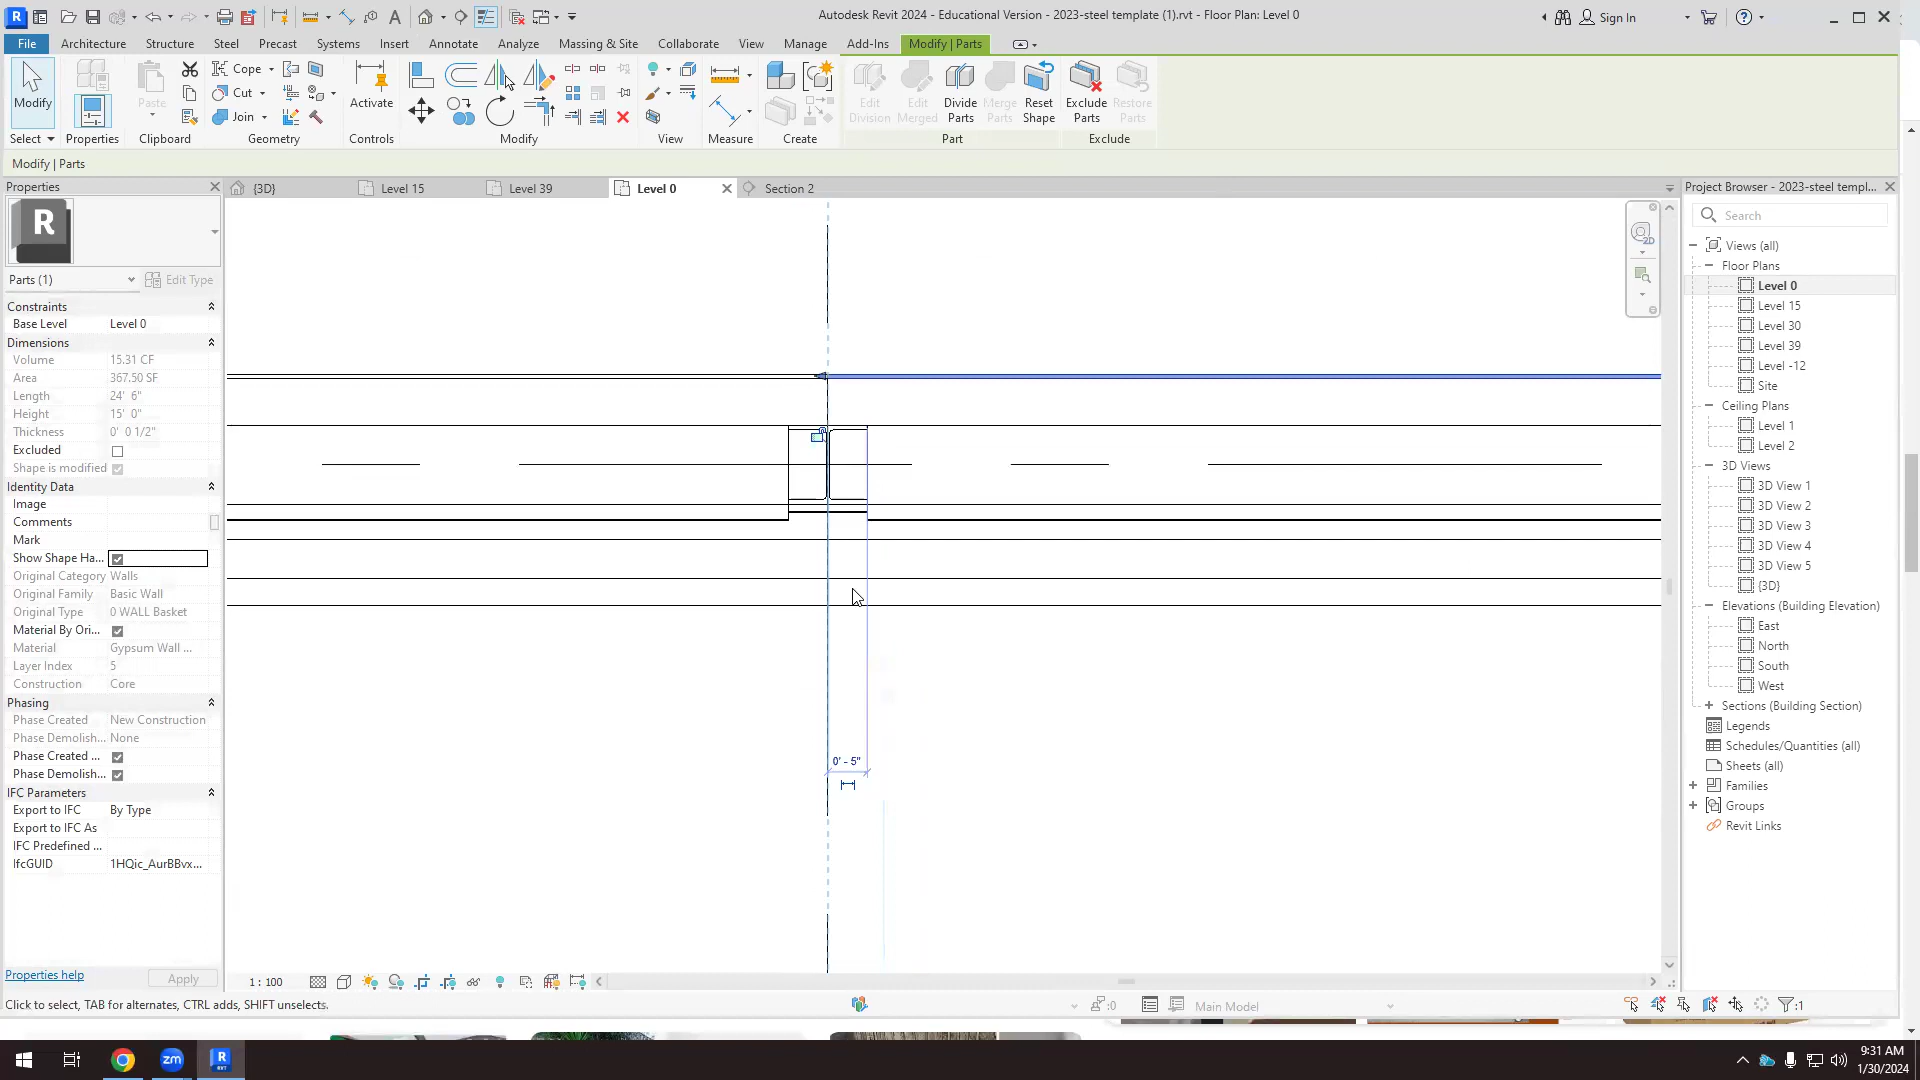 Autodesk Revit 2024 - Educational Version - 2023-steel template (1).rvt - Floor Plan: Level 0
Sign In
File Architecture Structure Steel Precast Systems Insert Annotate Analyze Massing & Site Collaborate View Manage Add-Ins Modify | Parts
Modify
Paste
Cope
Cut
Join
Activate
Edit Division
Edit Merged
Divide Parts
Merge Parts
Reset Shape
Exclude Parts
Restore Parts
Select Properties Clipboard Geometry Controls Modify View Measure Create Part Exclude
Modify | Parts
Properties
{3D} Level 15 Level 39 Level 0 Section 2
R
Parts (1) Edit Type
Constraints
Base Level Level 0
Dimensions
Volume 15.31 CF
Area 367.50 SF
Length 24' 6"
Height 15' 0"
Thickness 0' 0 1/2"
Excluded
Shape is modified
Identity Data
Image
Comments
Mark
Show Shape Ha...
Original Category Walls
Original Family Basic Wall
Original Type 0 WALL Basket
Material By Ori...
Material Gypsum Wall ...
Layer Index 5
Construction Core
Phasing
Phase Created New Construction
Phase Demolish... None
Phase Created ...
Phase Demolish...
IFC Parameters
Export to IFC By Type
Export to IFC As
IFC Predefined ...
IfcGUID 1HQic_AurBBvx...
Properties help Apply
0' - 5"
2D
Project Browser - 2023-steel templ...
Search
Views (all)
Floor Plans
Level 0
Level 15
Level 30
Level 39
Level -12
Site
Ceiling Plans
Level 1
Level 2
3D Views
3D View 1
3D View 2
3D View 3
3D View 4
3D View 5
{3D}
Elevations (Building Elevation)
East
North
South
West
Sections (Building Section)
Legends
Schedules/Quantities (all)
Sheets (all)
Families
Groups
Revit Links
1 : 100
Click to select, TAB for alternates, CTRL adds, SHIFT unselects.
:0
Main Model
:1
zm
R
RVT
9:31 AM
1/30/2024